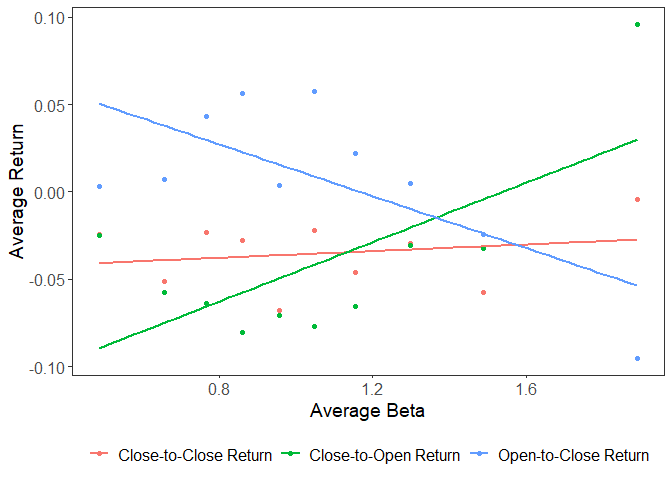 0.10
0.05
Average Return
0.00
-0.05
-0.10
0.8 1.2 1.6
Average Beta
Close-to-Close Return Close-to-Open Return Open-to-Close Return